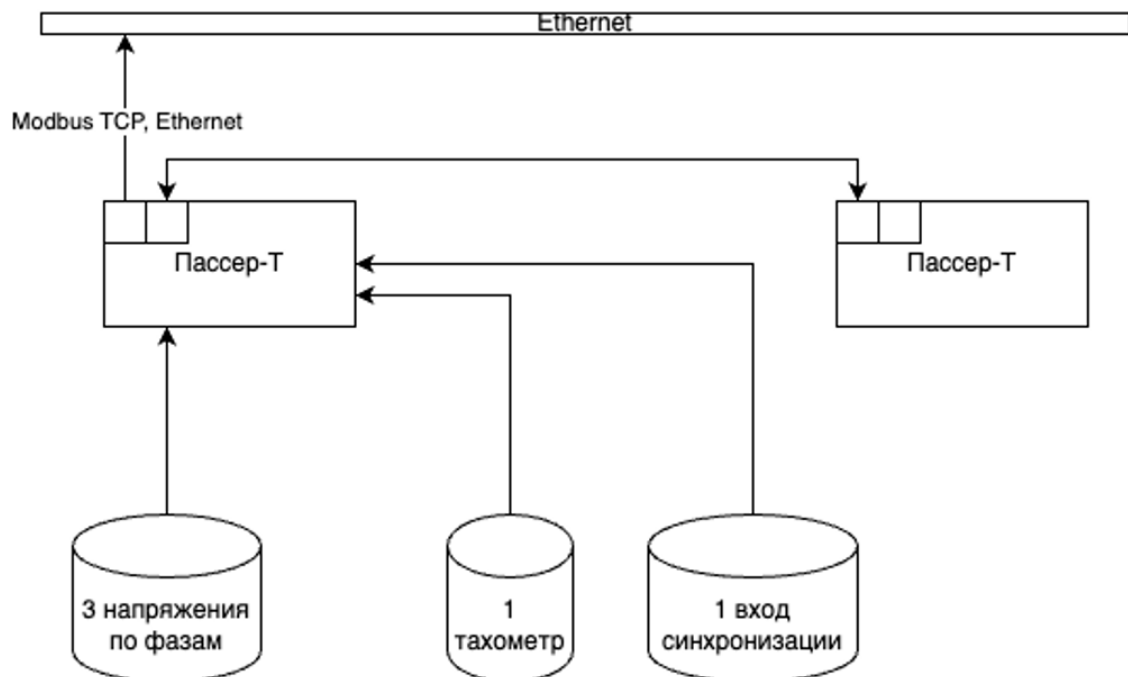 Ethernet
Modbus TCP, Ethernet
Пассер-Т
Пассер-Т
3 напряжения
по фазам
1
тахометр
1 вход
синхронизации